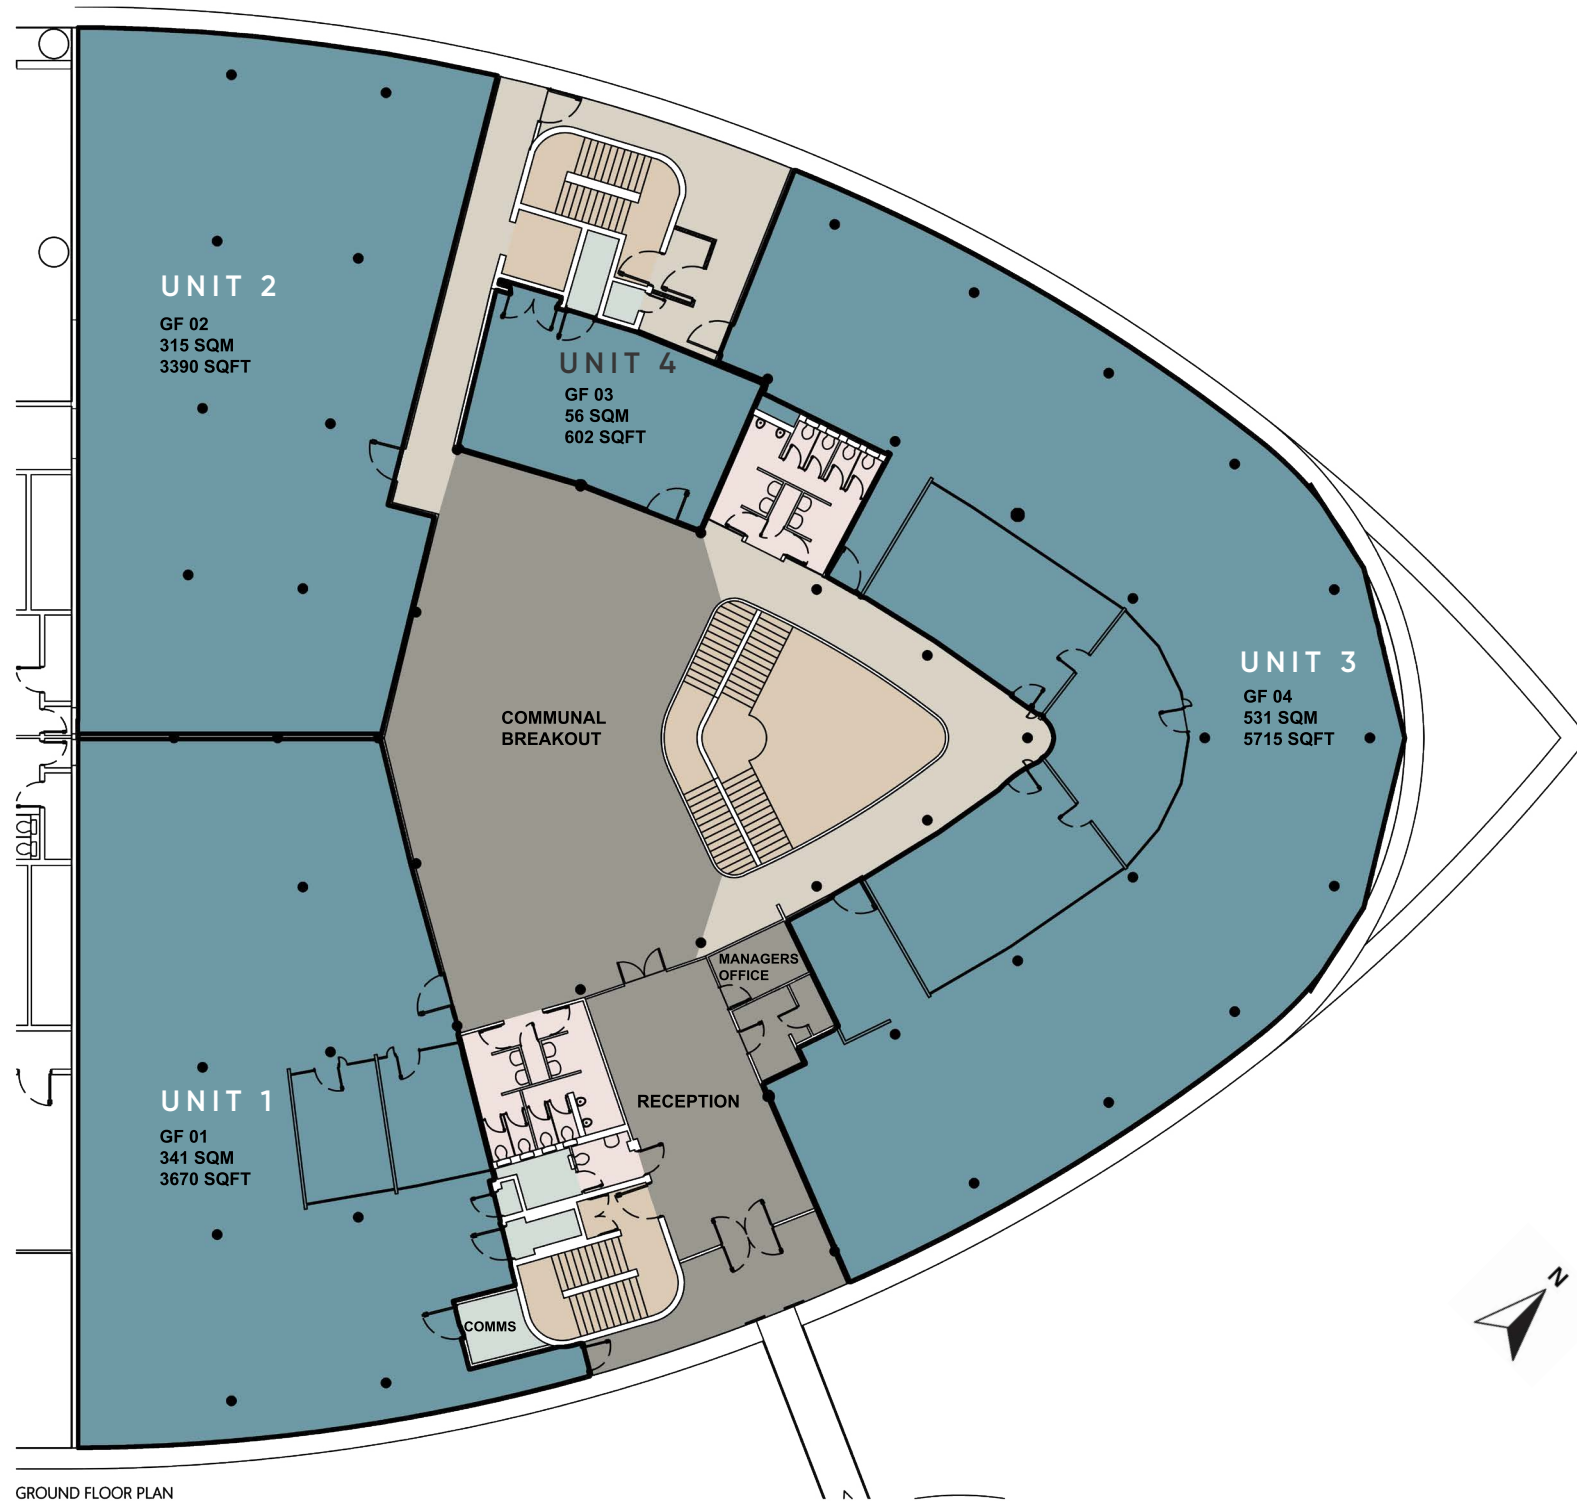 UNIT 2
GF 02
315 SQM
3390 SQFT
UNIT 4
GF 03
56 SQM
602 SQFT
UNIT 3
GF 04
531 SQM
5715 SQFT
COMMUNAL
BREAKOUT
MANAGERS
OFFICE
RECEPTION
UNIT 1
GF 01
341 SQM
3670 SQFT
COMMS
N
GROUND FLOOR PLAN